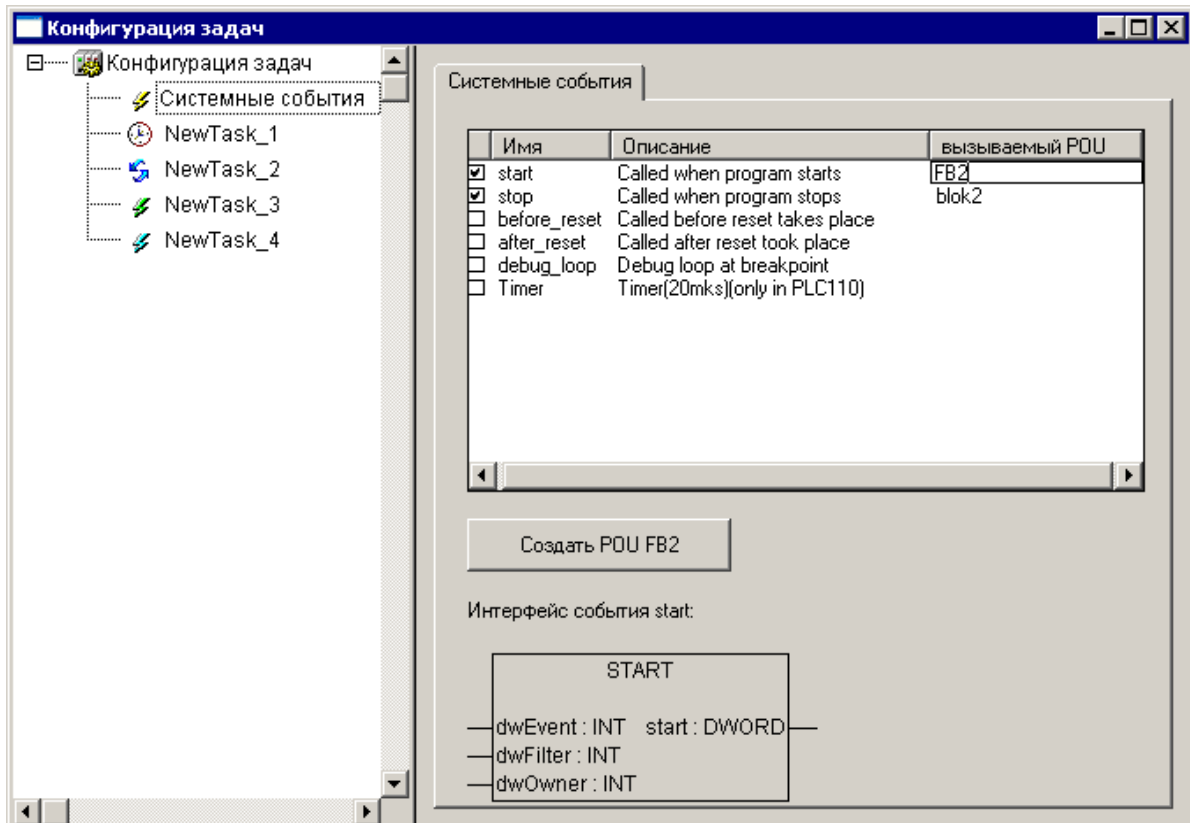 Конфигурация задач
Конфигурация задач
Системные события
NewTask_1
NewTask_2
NewTask_3
NewTask_4
Системные события
Имя Описание вызываемый POU
start Called when program starts FB2
stop Called when program stops blok2
before_reset Called before reset takes place
after_reset Called after reset took place
debug_loop Debug loop at breakpoint
Timer Timer(20mks)(only in PLC110)
Создать POU FB2
Интерфейс события start:
START
dwEvent : INT start : DWORD
dwFilter : INT
dwOwner : INT